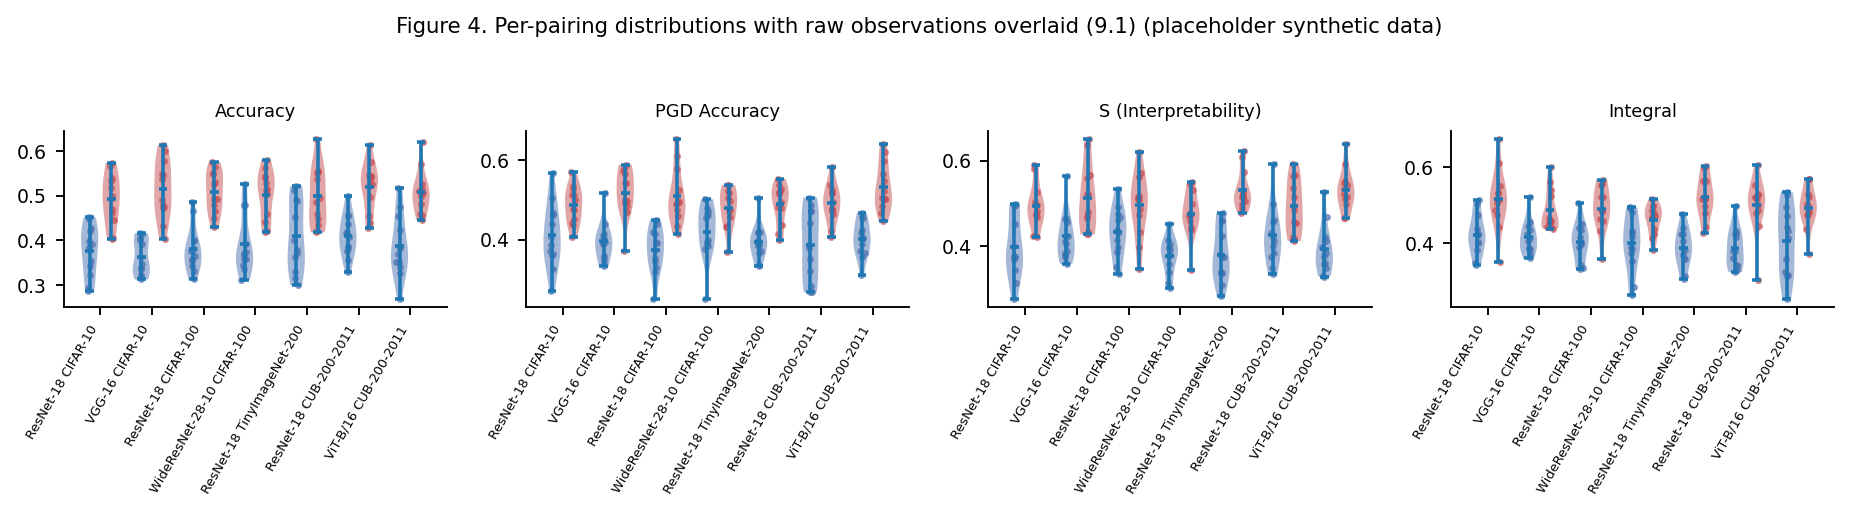 Figure 4. Per-pairing distributions with raw observations overlaid (9.1) (placeholder synthetic data)
Accuracy
0.6
0.5
0.4
0.3
ResNet-18 CIFAR-10
VGG-16 CIFAR-10
ResNet-18 CIFAR-100
WideResNet-28-10 CIFAR-100
ResNet-18 TinyImageNet-200
ResNet-18 CUB-200-2011
ViT-B/16 CUB-200-2011
PGD Accuracy
0.6
0.4
ResNet-18 CIFAR-10
VGG-16 CIFAR-10
ResNet-18 CIFAR-100
WideResNet-28-10 CIFAR-100
ResNet-18 TinyImageNet-200
ResNet-18 CUB-200-2011
ViT-B/16 CUB-200-2011
S (Interpretability)
0.6
0.4
ResNet-18 CIFAR-10
VGG-16 CIFAR-10
ResNet-18 CIFAR-100
WideResNet-28-10 CIFAR-100
ResNet-18 TinyImageNet-200
ResNet-18 CUB-200-2011
ViT-B/16 CUB-200-2011
Integral
0.6
0.4
ResNet-18 CIFAR-10
VGG-16 CIFAR-10
ResNet-18 CIFAR-100
WideResNet-28-10 CIFAR-100
ResNet-18 TinyImageNet-200
ResNet-18 CUB-200-2011
ViT-B/16 CUB-200-2011